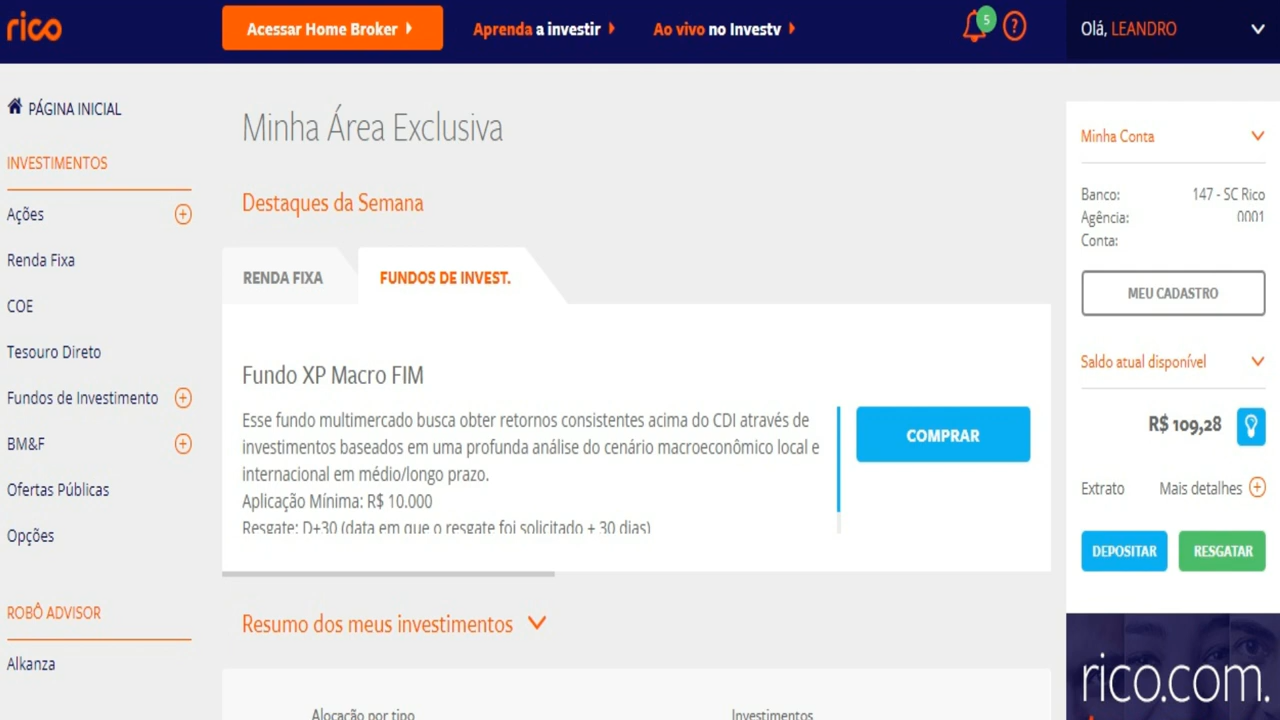 rico
Acessar Home Broker
Aprenda a investir
Ao vivo no Investv
5
?
Olá, LEANDRO
PÁGINA INICIAL
INVESTIMENTOS
Ações
Renda Fixa
COE
Tesouro Direto
Fundos de Investimento
BM&F
Ofertas Públicas
Opções
ROBÔ ADVISOR
Alkanza
Minha Área Exclusiva
Destaques da Semana
RENDA FIXA
FUNDOS DE INVEST.
Fundo XP Macro FIM
Esse fundo multimercado busca obter retornos consistentes acima do CDI através de
investimentos baseados em uma profunda análise do cenário macroeconômico local e
internacional em médio/longo prazo.
Aplicação Mínima: R$ 10.000
Resgate: D+30 (data em que o resgate foi solicitado + 30 dias)
COMPRAR
Resumo dos meus investimentos
Alocação por tipo
Investimentos
Minha Conta
Banco: 147 - SC Rico
Agência: 0001
Conta:
MEU CADASTRO
Saldo atual disponível
R$ 109,28
Extrato Mais detalhes
DEPOSITAR
RESGATAR
rico.com.